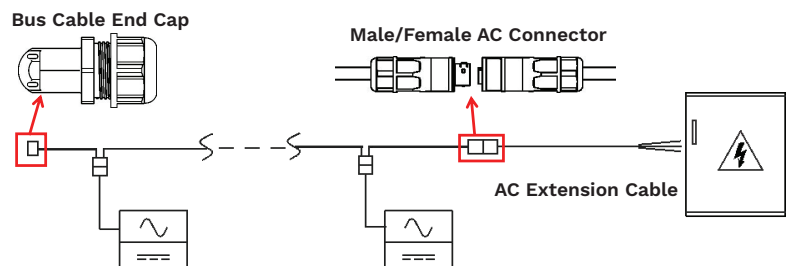 Bus Cable End Cap
Male/Female AC Connector
AC Extension Cable